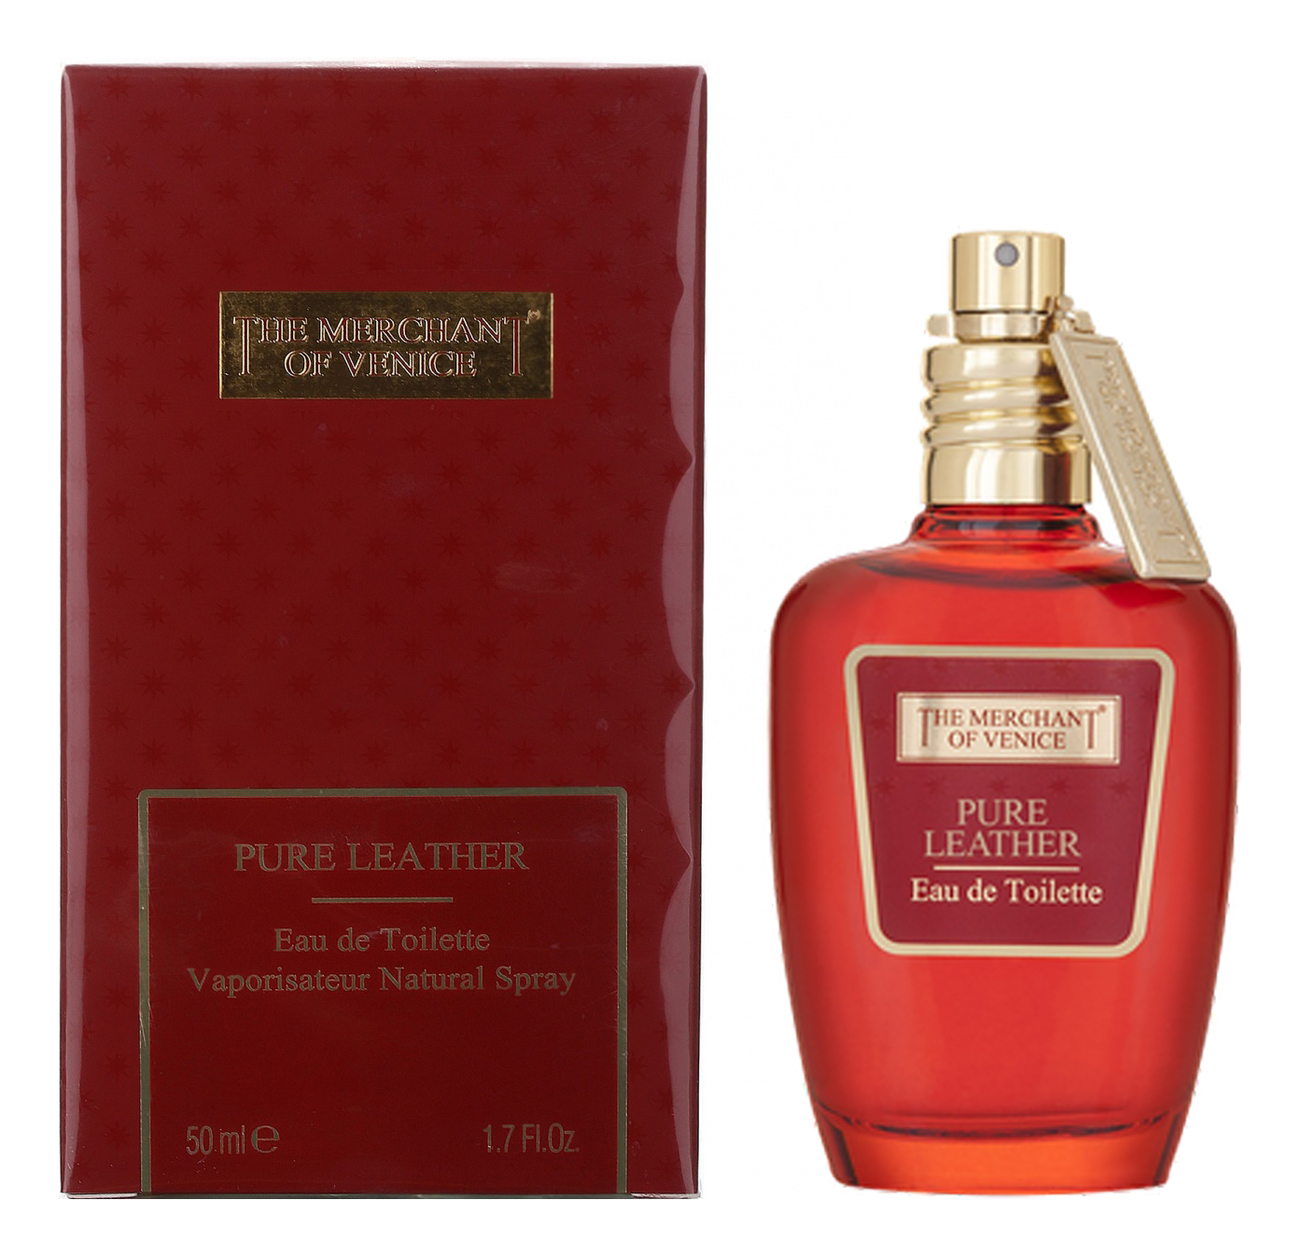 THE MERCHANT®
OF VENICE
PURE LEATHER
Eau de Toilette
Vaporisateur Natural Spray
50 ml ℮
1.7 Fl.Oz.
THE MERCHANT®
OF VENICE
PURE
LEATHER
Eau de Toilette